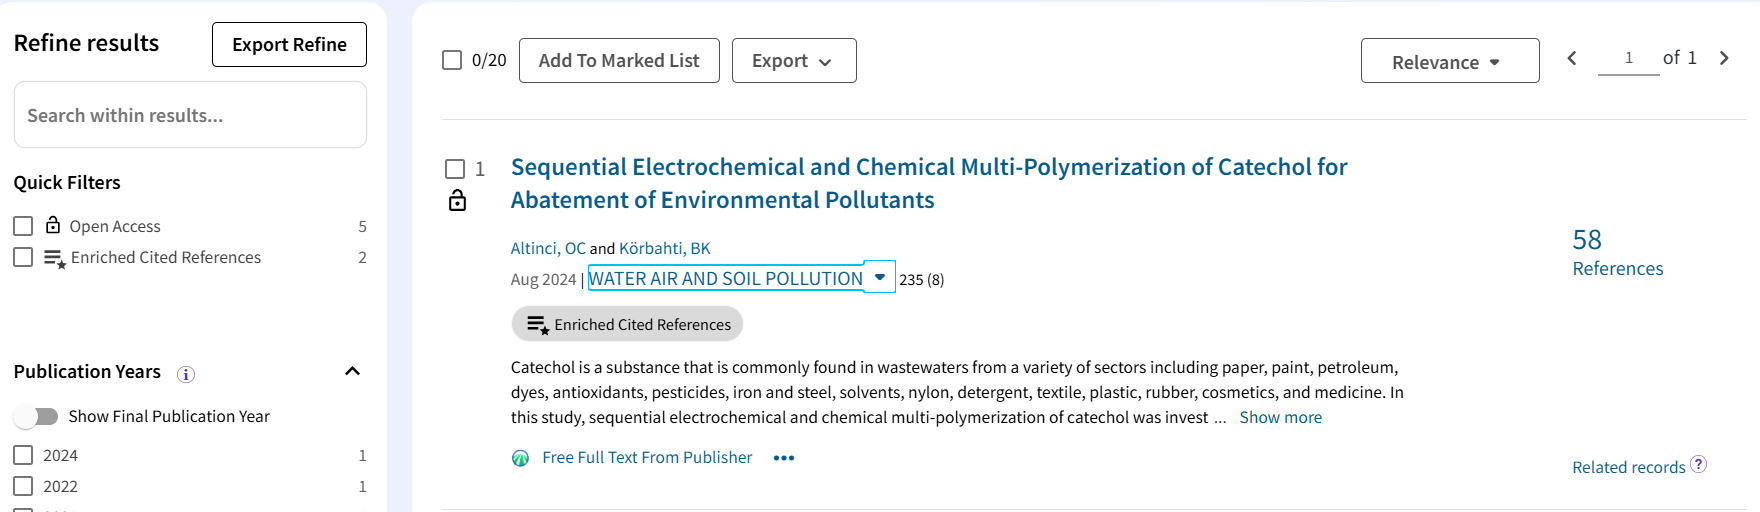 Refine results
Export Refine
Search within results...
Quick Filters
Open Access 5
Enriched Cited References 2
Publication Years
Show Final Publication Year
2024 1
2022 1
0/20
Add To Marked List
Export
Relevance
1 of 1
1
Sequential Electrochemical and Chemical Multi-Polymerization of Catechol for
Abatement of Environmental Pollutants
Altinci, OC and Körbahti, BK
Aug 2024 | WATER AIR AND SOIL POLLUTION 235 (8)
Enriched Cited References
Catechol is a substance that is commonly found in wastewaters from a variety of sectors including paper, paint, petroleum,
dyes, antioxidants, pesticides, iron and steel, solvents, nylon, detergent, textile, plastic, rubber, cosmetics, and medicine. In
this study, sequential electrochemical and chemical multi-polymerization of catechol was invest ... Show more
Free Full Text From Publisher
58
References
Related records ?